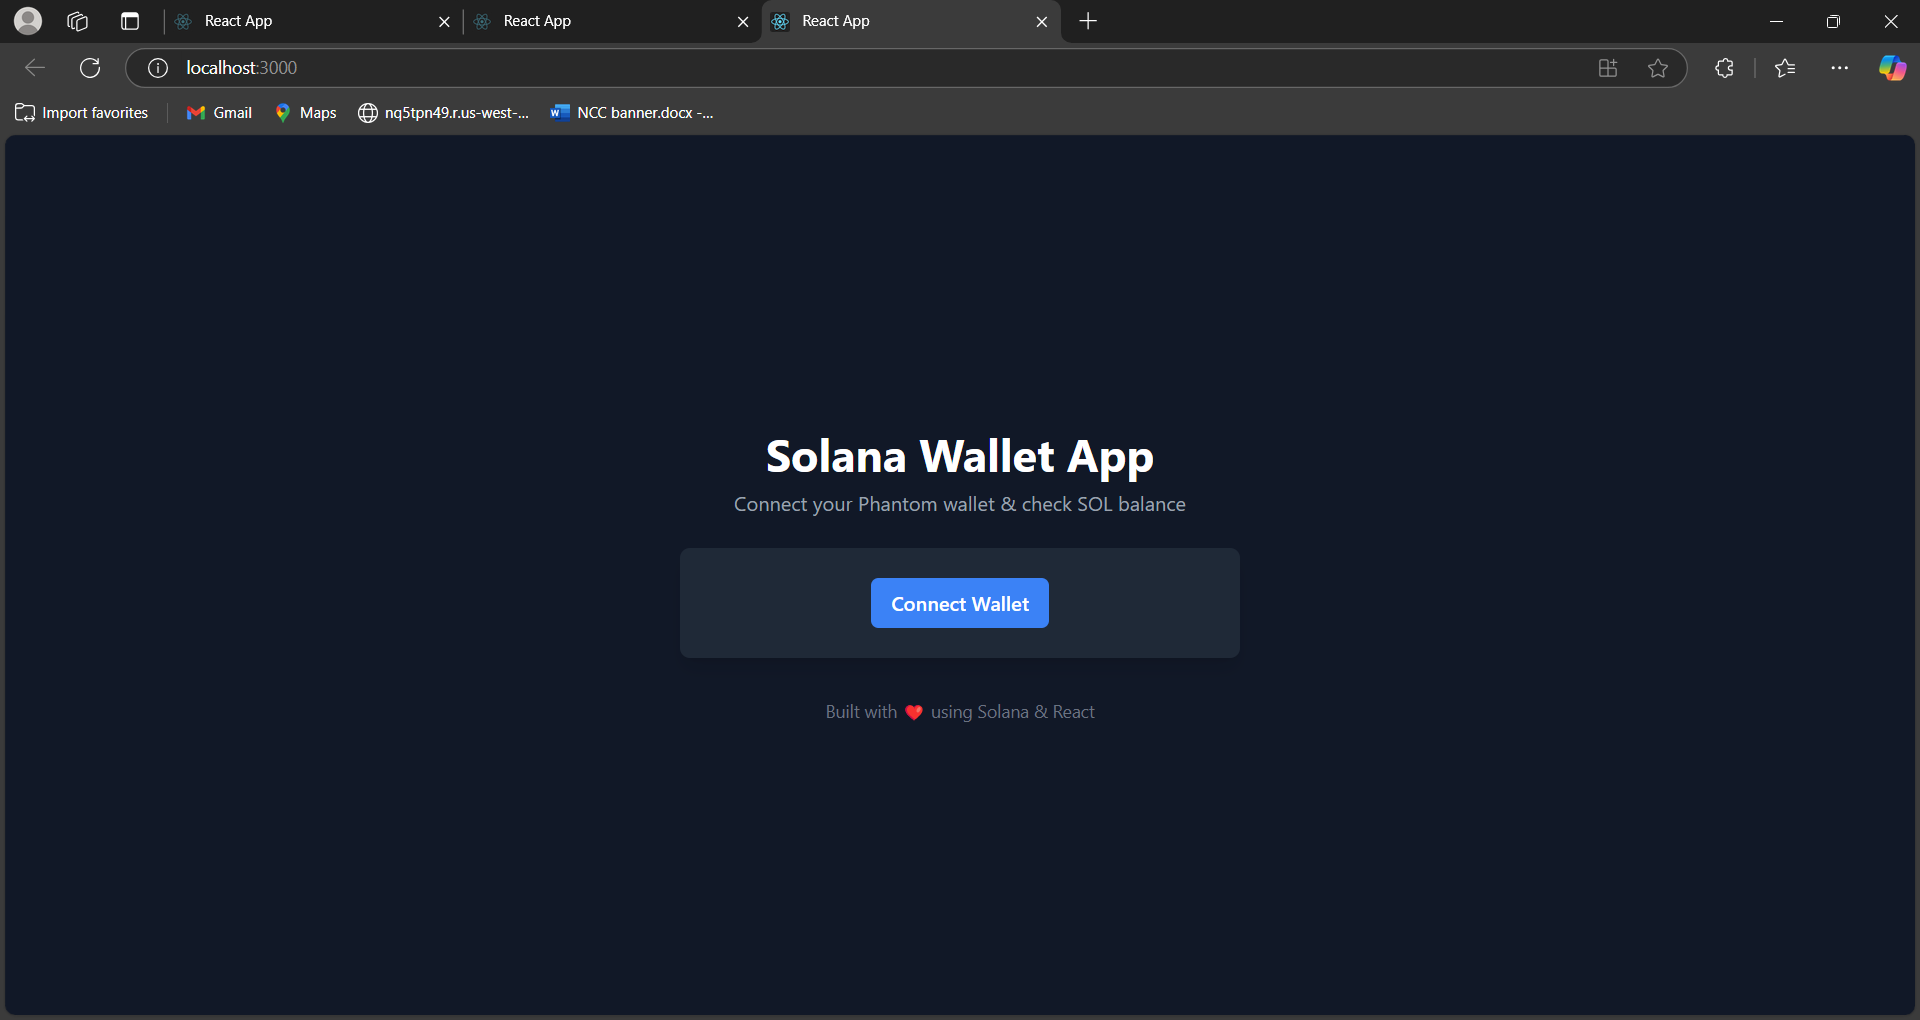 React App
React App
React App
localhost:3000
Import favorites
Gmail
Maps
nq5tpn49.r.us-west-...
NCC banner.docx -...
Solana Wallet App
Connect your Phantom wallet & check SOL balance
Connect Wallet
Built with ❤️ using Solana & React